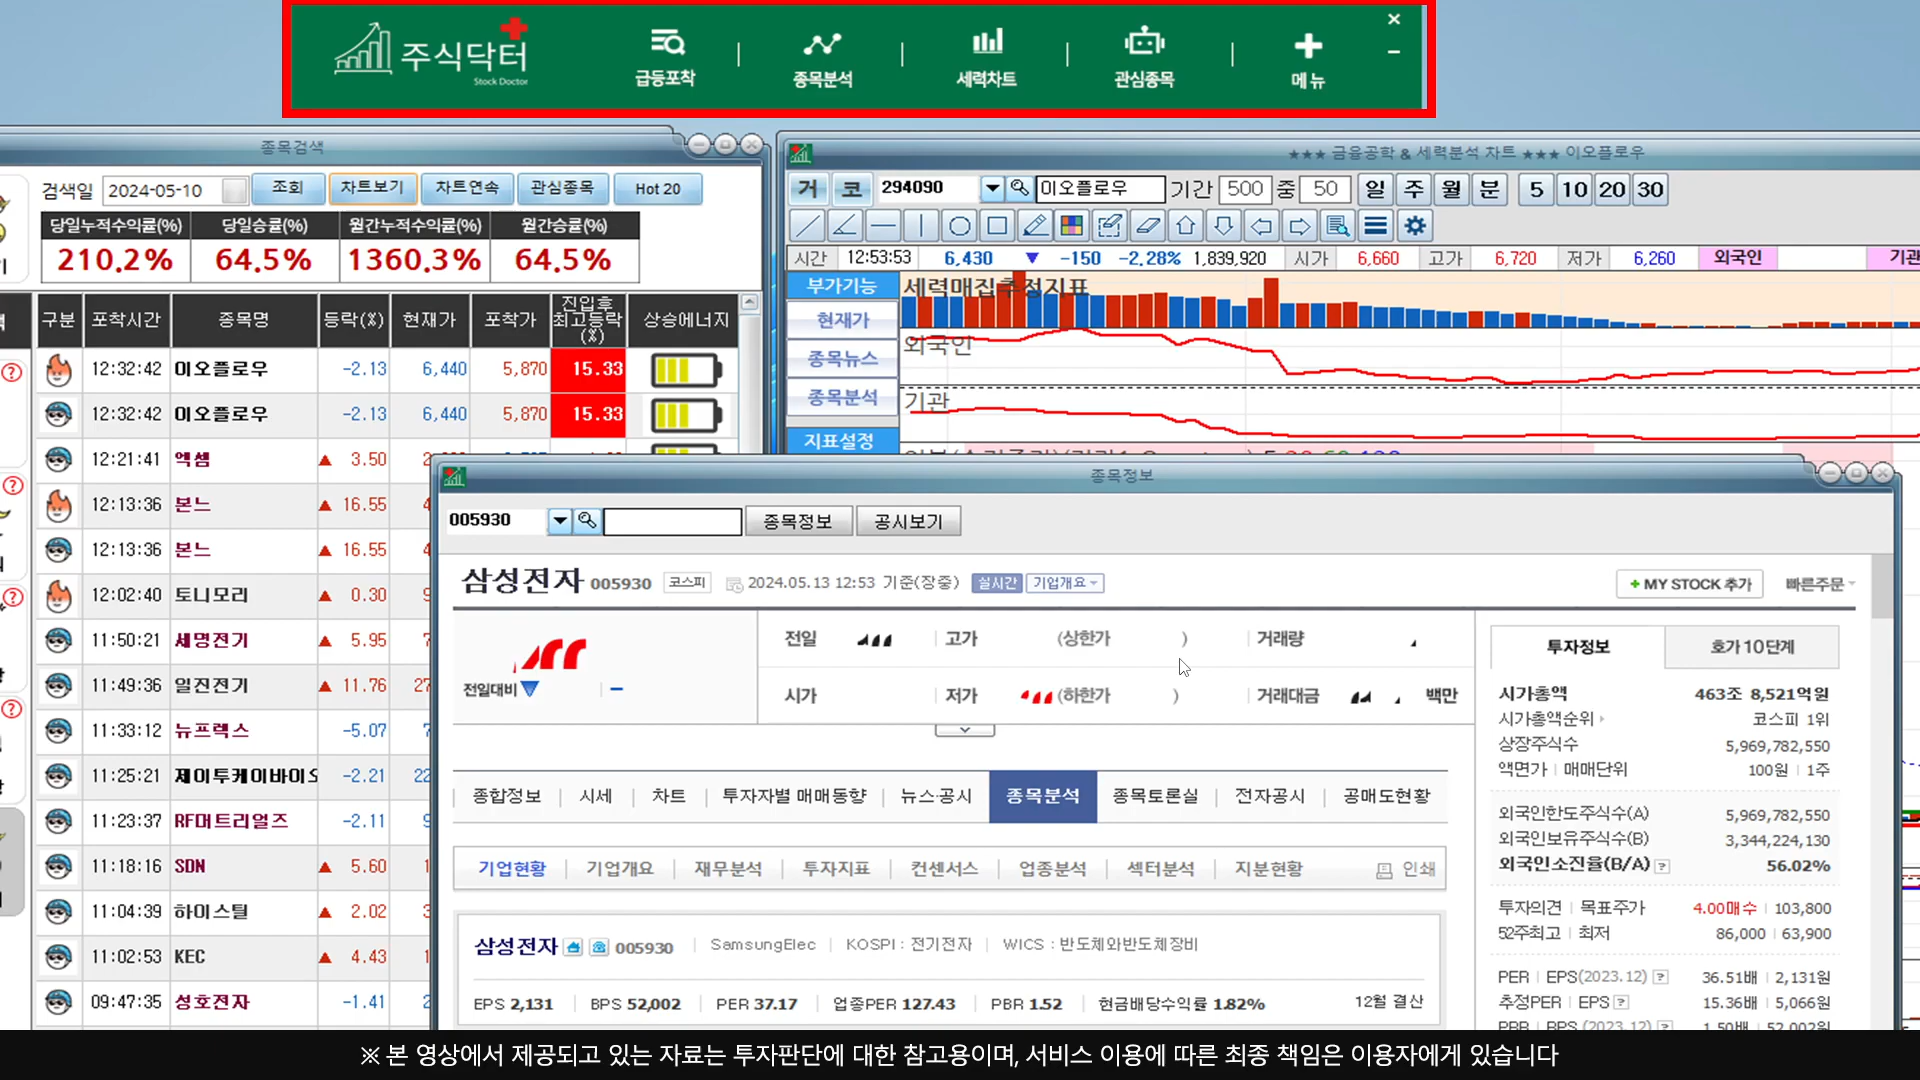 주식닥터
Stock Doctor
급등포착
종목분석
세력차트
관심종목
메뉴
종목검색
검색일 2024-05-10 조회 차트보기 차트연속 관심종목 Hot 20
당일누적수익률(%) 당일승률(%) 월간누적수익률(%) 월간승률(%)
210.2% 64.5% 1360.3% 64.5%
구분 포착시간 종목명 등락(%) 현재가 포착가 진입후 최고등락 (%) 상승에너지
12:32:42 이오플로우 -2.13 6,440 5,870 15.33
12:32:42 이오플로우 -2.13 6,440 5,870 15.33
12:21:41 엑셈 ▲ 3.50
12:13:36 본느 ▲ 16.55
12:13:36 본느 ▲ 16.55
12:02:40 토니모리 ▲ 0.30
11:50:21 세명전기 ▲ 5.95
11:49:36 일진전기 ▲ 11.76
11:33:12 뉴프렉스 -5.07
11:25:21 제이투케이바이오 -2.21
11:23:37 RF머트리얼즈 -2.11
11:18:16 SDN ▲ 5.60
11:04:39 하이스틸 ▲ 2.02
11:02:53 KEC ▲ 4.43
09:47:35 성호전자 -1.41
★★★ 금융공학 & 세력분석 차트 ★★★ 이오플로우
거 코 294090 이오플로우 기간 500 중 50 일 주 월 분 5 10 20 30
시간 12:53:53 6,430 ▼ -150 -2.28% 1,839,920 시가 6,660 고가 6,720 저가 6,260 외국인 기관
부가기능
현재가
종목뉴스
종목분석
지표설정
세력매집추정지표
외국인
기관
종목정보
005930 종목정보 공시보기
삼성전자 005930 코스피 2024.05.13 12:53 기준(장중) 실시간 기업개요
+ MY STOCK 추가 빠른주문
전일대비 ▼ -
전일 고가 (상한가 ) 거래량
시가 저가 (하한가 ) 거래대금 백만
종합정보 시세 차트 투자자별 매매동향 뉴스·공시 종목분석 종목토론실 전자공시 공매도현황
기업현황 기업개요 재무분석 투자지표 컨센서스 업종분석 섹터분석 지분현황 인쇄
삼성전자 005930 SamsungElec KOSPI : 전기전자 WICS : 반도체와반도체장비
EPS 2,131 BPS 52,002 PER 37.17 업종PER 127.43 PBR 1.52 현금배당수익률 1.82% 12월 결산
투자정보 호가 10단계
시가총액 463조 8,521억원
시가총액순위 코스피 1위
상장주식수 5,969,782,550
액면가 매매단위 100원 1주
외국인한도주식수(A) 5,969,782,550
외국인보유주식수(B) 3,344,224,130
외국인소진율(B/A) ? 56.02%
투자의견 목표주가 4.00매수 103,800
52주최고 최저 86,000 63,900
PER EPS(2023.12) ? 36.51배 2,131원
추정PER EPS ? 15.36배 5,066원
PBR BPS (2023.12) ? 1.50배 52,002원
※ 본 영상에서 제공되고 있는 자료는 투자판단에 대한 참고용이며, 서비스 이용에 따른 최종 책임은 이용자에게 있습니다